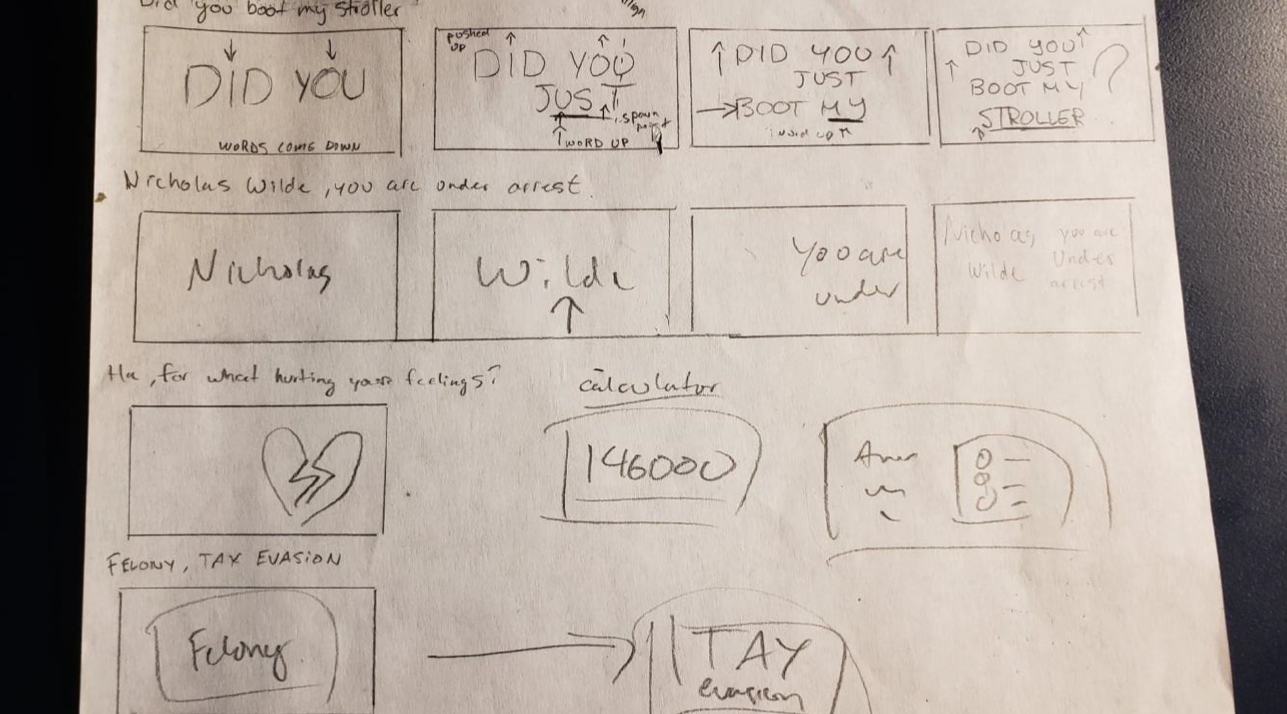 Did you boot my stroller
DID YOU
WORDS COME DOWN
pushed
UP
DID YOU
JUST
spawn
WORD UP
DID YOU
JUST
BOOT MY
word up
DID YOU
JUST
BOOT MY
STROLLER
?
Nicholas Wilde, you are under arrest.
Nicholas
Wilde
You are
under
Nicholas you are
Wilde Under
arrest
Ha, for what hurting your feelings?
calculator
146000
FELONY, TAX EVASION
Felony
TAY
evasion